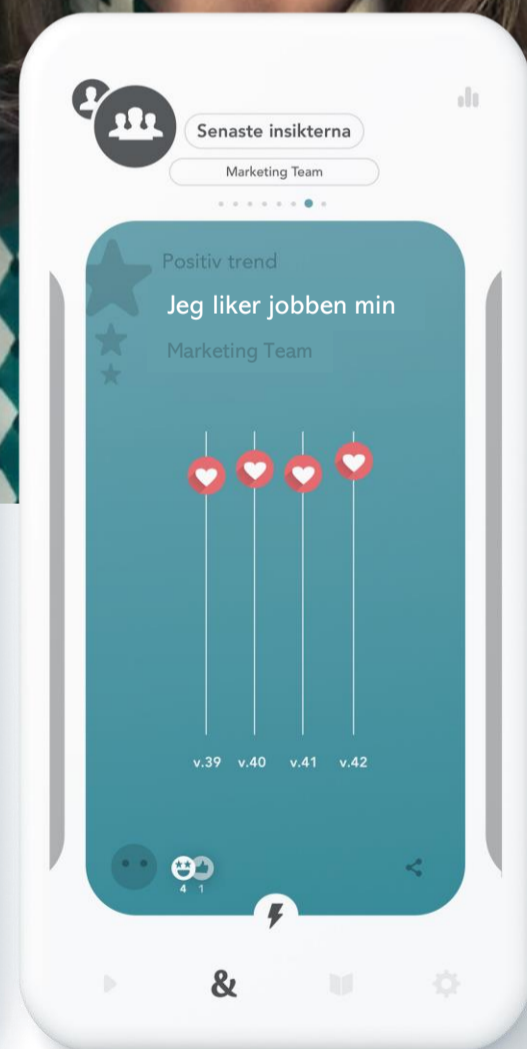 Senaste insikterna
Marketing Team
Positiv trend
Jeg liker jobben min
Marketing Team
v.39 v.40 v.41 v.42
4 1
&